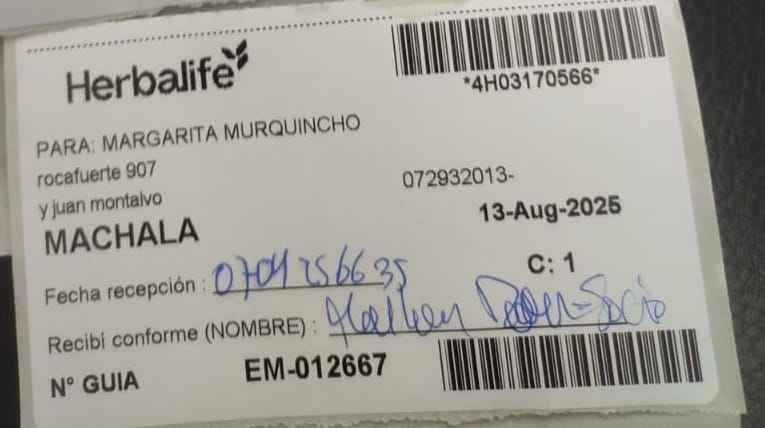 Herbalife
*4H03170566*
PARA: MARGARITA MURQUINCHO
rocafuerte 907
y juan montalvo
072932013-
MACHALA
13-Aug-2025
C: 1
Fecha recepción : 0704256635
Recibi conforme (NOMBRE) :
Nº GUIA
EM-012667